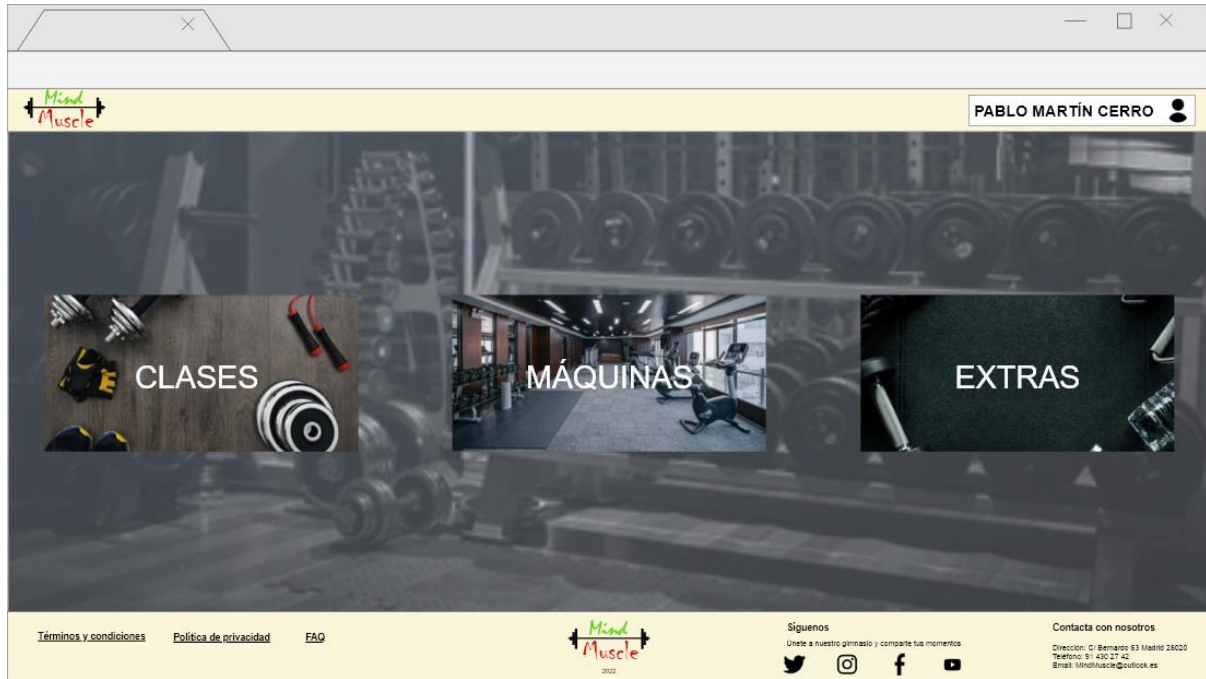 Mind
Muscle
PABLO MARTÍN CERRO
CLASES
MÁQUINAS
EXTRAS
Términos y condiciones
Política de privacidad
FAQ
Mind
Muscle
2022
Síguenos
Únete a nuestro gimnasio y comparte tus momentos
Contacta con nosotros
Dirección: C/ Bernardo 63 Madrid 28020
Teléfono: 91 430 27 42
Email: MindMuscle@outlook.es